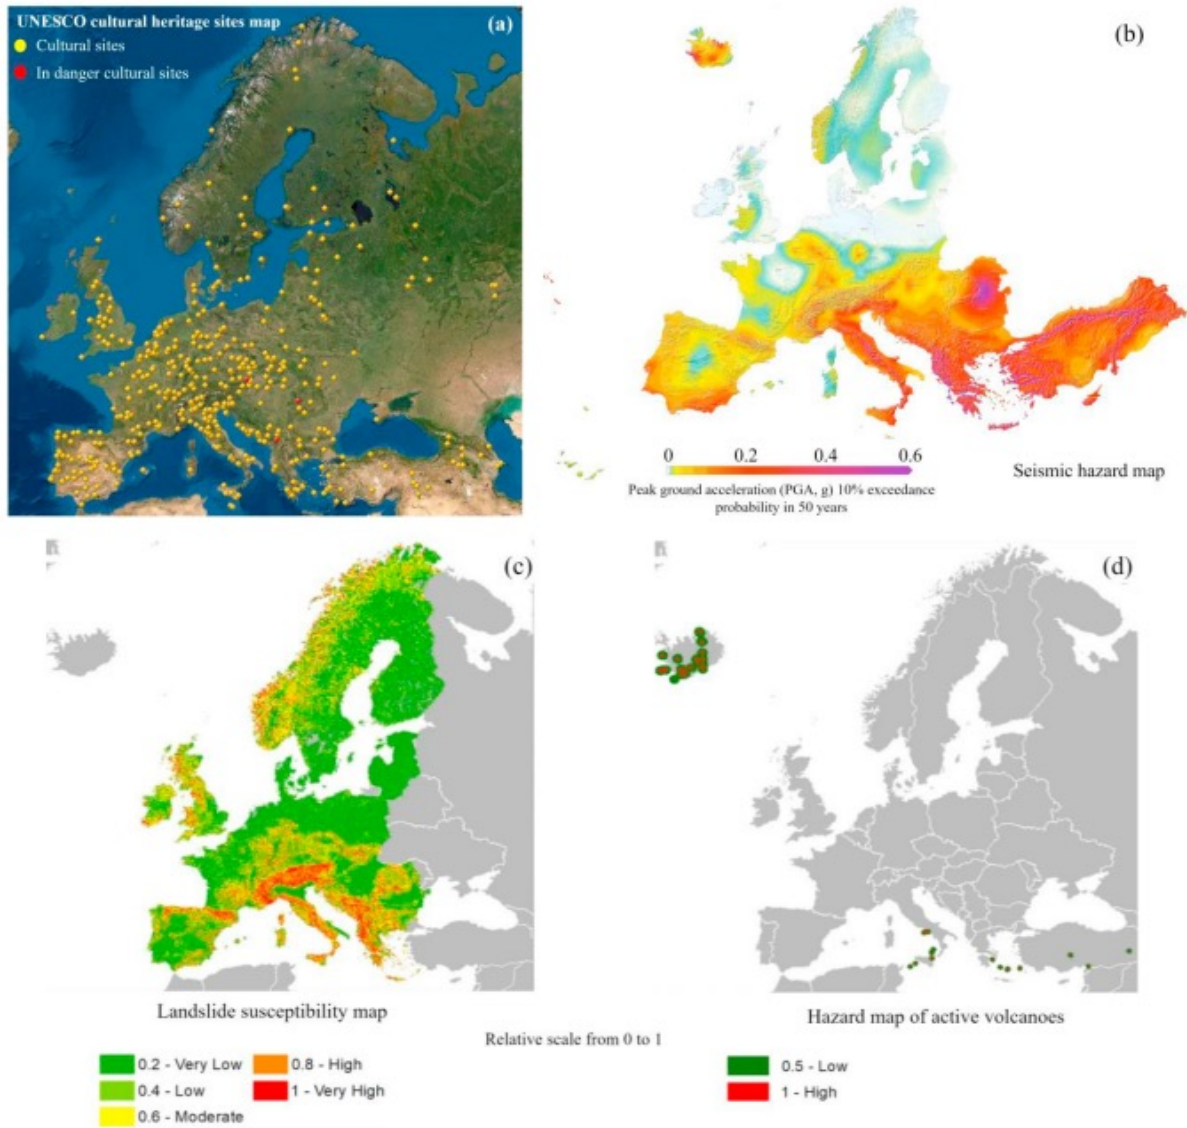 UNESCO cultural heritage sites map
(a)
Cultural sites
In danger cultural sites
(b)
0 0.2 0.4 0.6
Peak ground acceleration (PGA, g) 10% exceedance
probability in 50 years
Seismic hazard map
(c)
Landslide susceptibility map
(d)
Hazard map of active volcanoes
Relative scale from 0 to 1
0.2 - Very Low
0.4 - Low
0.6 - Moderate
0.8 - High
1 - Very High
0.5 - Low
1 - High